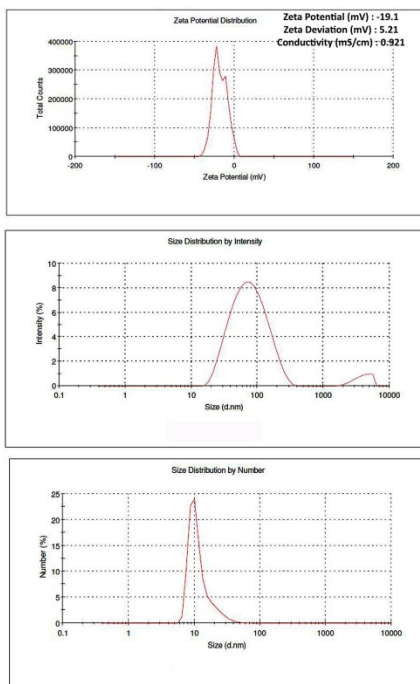 Zeta Potential Distribution
Zeta Potential (mV) : -19.1
Zeta Deviation (mV) : 5.21
Conductivity (mS/cm) : 0.921
Total Counts
400000
300000
200000
100000
0
-200 -100 0 100 200
Zeta Potential (mV)
Size Distribution by Intensity
Intensity (%)
10
8
6
4
2
0
0.1 1 10 100 1000 10000
Size (d.nm)
Size Distribution by Number
Number (%)
25
20
15
10
5
0
0.1 1 10 100 1000 10000
Size (d.nm)